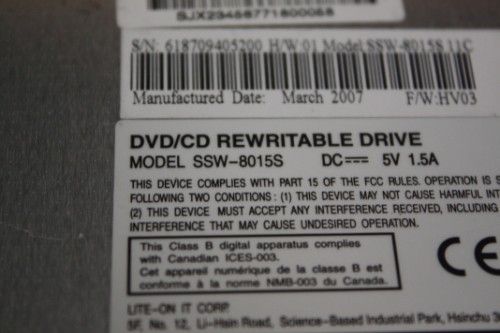 SJX29458771800058
S/N: 618709405200 H/W:01 Model:SSW-8015S 11C
Manufactured Date: March 2007 F/W:HV03
DVD/CD REWRITABLE DRIVE
MODEL SSW-8015S DC 5V 1.5A
THIS DEVICE COMPLIES WITH PART 15 OF THE FCC RULES. OPERATION IS
FOLLOWING TWO CONDITIONS : (1) THIS DEVICE MAY NOT CAUSE HARMFUL
(2) THIS DEVICE MUST ACCEPT ANY INTERFERENCE RECEIVED, INCLUDING
INTERFERENCE THAT MAY CAUSE UNDESIRED OPERATION.
This Class B digital apparatus complies
with Canadian ICES-003.
Cet appareil numérique de la classe B est
conforme à la norme NMB-003 du Canada.
CE
LITE-ON IT CORP.
5F, No. 12, Li-Hsin Road, Science-Based Industrial Park, Hsinchu